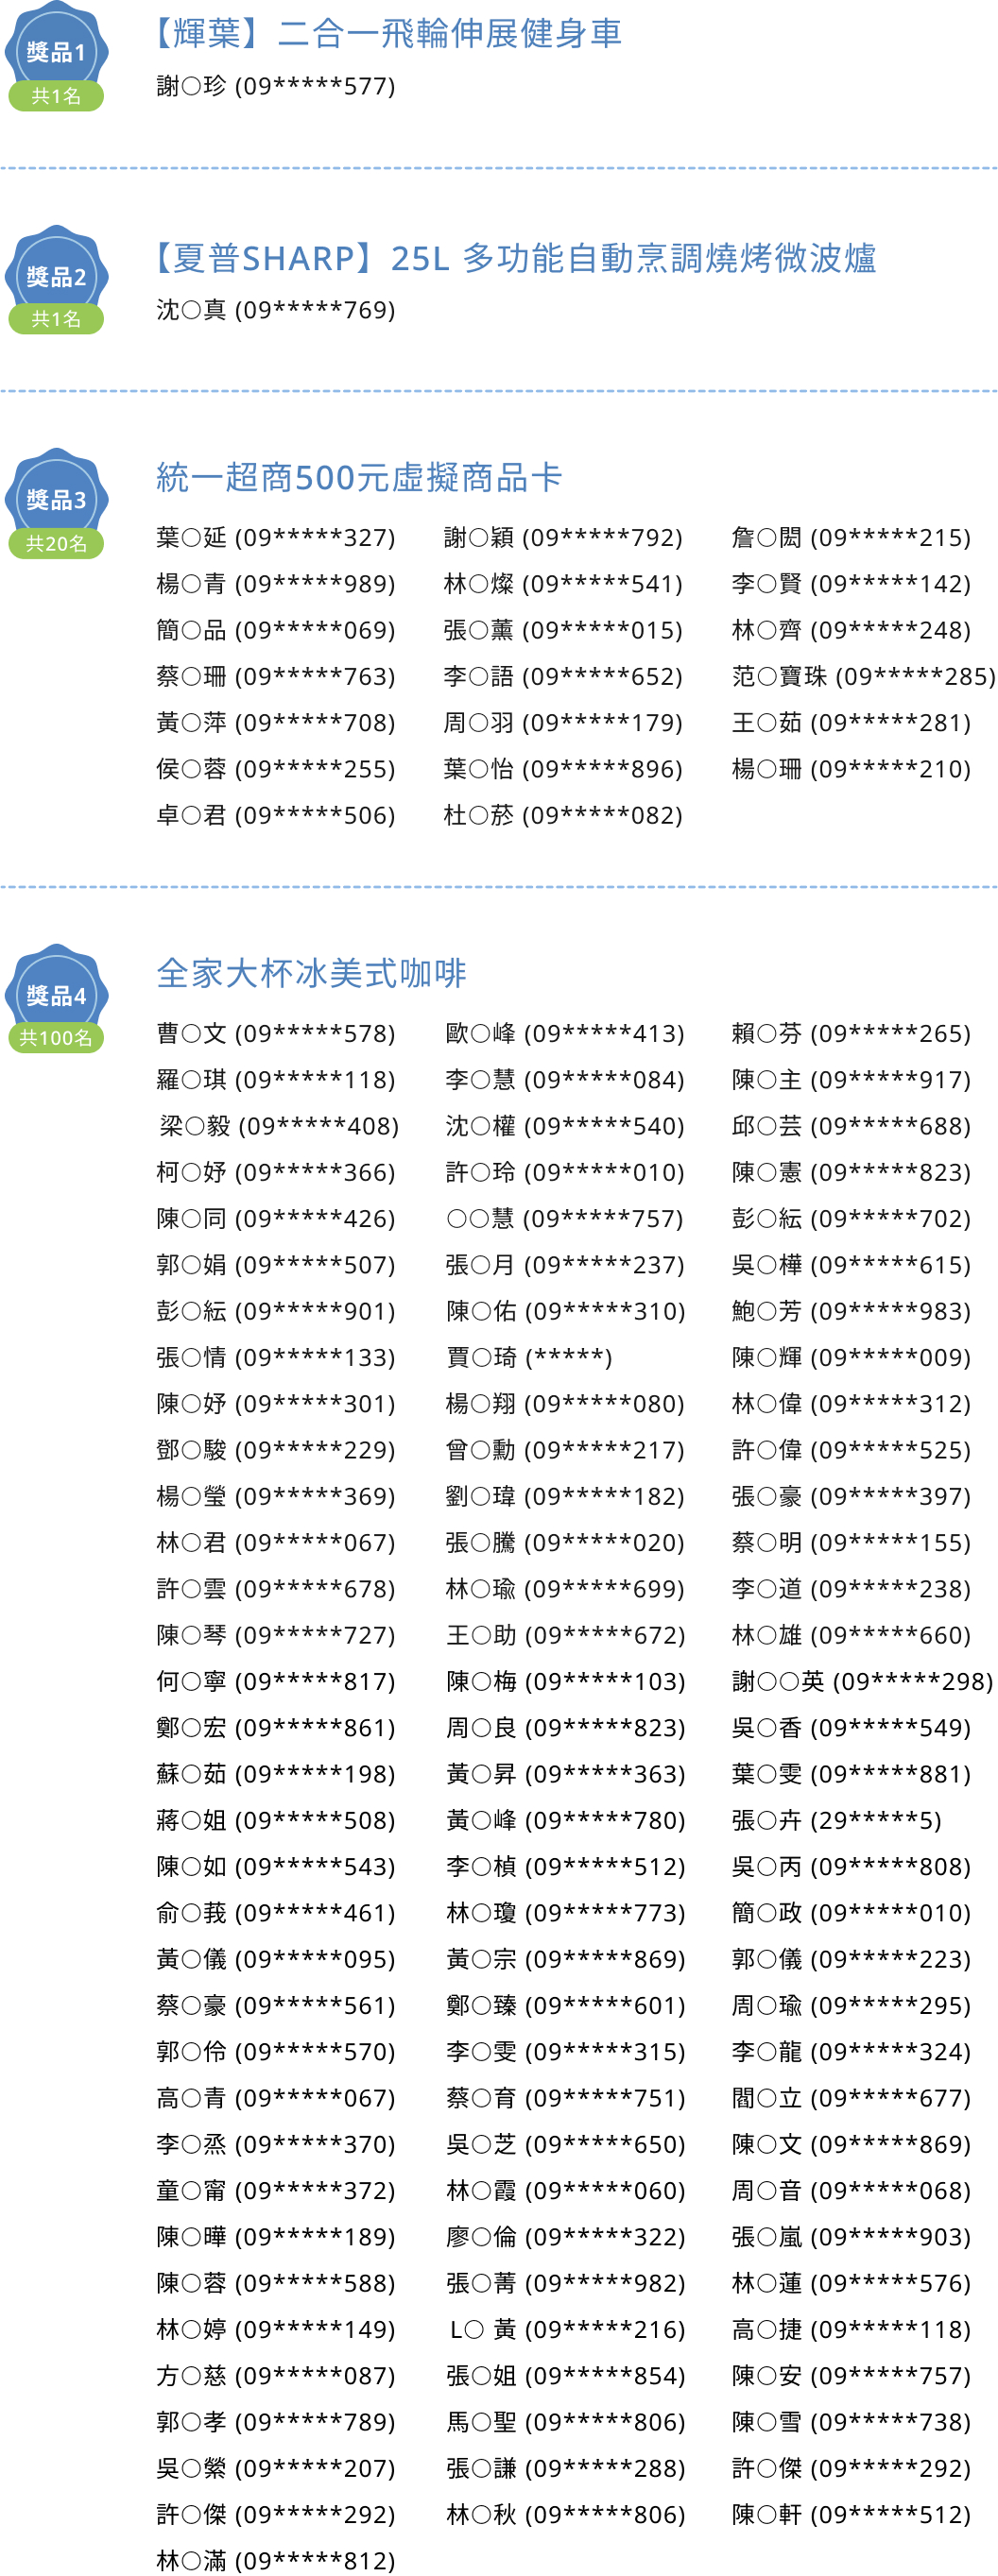 獎品1
共1名
【輝葉】二合一飛輪伸展健身車
謝○珍 (09*****577)
獎品2
共1名
【夏普SHARP】25L 多功能自動烹調燒烤微波爐
沈○真 (09*****769)
獎品3
共20名
統一超商500元虛擬商品卡
葉○延 (09*****327) 謝○穎 (09*****792) 詹○閎 (09*****215)
楊○青 (09*****989) 林○燦 (09*****541) 李○賢 (09*****142)
簡○品 (09*****069) 張○薰 (09*****015) 林○齊 (09*****248)
蔡○珊 (09*****763) 李○語 (09*****652) 范○寶珠 (09*****285)
黃○萍 (09*****708) 周○羽 (09*****179) 王○茹 (09*****281)
侯○蓉 (09*****255) 葉○怡 (09*****896) 楊○珊 (09*****210)
卓○君 (09*****506) 杜○菸 (09*****082)
獎品4
共100名
全家大杯冰美式咖啡
曹○文 (09*****578) 歐○峰 (09*****413) 賴○芬 (09*****265)
羅○琪 (09*****118) 李○慧 (09*****084) 陳○主 (09*****917)
梁○毅 (09*****408) 沈○權 (09*****540) 邱○芸 (09*****688)
柯○妤 (09*****366) 許○玲 (09*****010) 陳○憲 (09*****823)
陳○同 (09*****426) ○○慧 (09*****757) 彭○紜 (09*****702)
郭○娟 (09*****507) 張○月 (09*****237) 吳○樺 (09*****615)
彭○紜 (09*****901) 陳○佑 (09*****310) 鮑○芳 (09*****983)
張○情 (09*****133) 賈○琦 (*****) 陳○輝 (09*****009)
陳○妤 (09*****301) 楊○翔 (09*****080) 林○偉 (09*****312)
鄧○駿 (09*****229) 曾○勳 (09*****217) 許○偉 (09*****525)
楊○瑩 (09*****369) 劉○瑋 (09*****182) 張○豪 (09*****397)
林○君 (09*****067) 張○騰 (09*****020) 蔡○明 (09*****155)
許○雲 (09*****678) 林○瑜 (09*****699) 李○道 (09*****238)
陳○琴 (09*****727) 王○助 (09*****672) 林○雄 (09*****660)
何○寧 (09*****817) 陳○梅 (09*****103) 謝○○英 (09*****298)
鄭○宏 (09*****861) 周○良 (09*****823) 吳○香 (09*****549)
蘇○茹 (09*****198) 黃○昇 (09*****363) 葉○雯 (09*****881)
蔣○姐 (09*****508) 黃○峰 (09*****780) 張○卉 (29*****5)
陳○如 (09*****543) 李○楨 (09*****512) 吳○丙 (09*****808)
俞○莪 (09*****461) 林○瓊 (09*****773) 簡○政 (09*****010)
黃○儀 (09*****095) 黃○宗 (09*****869) 郭○儀 (09*****223)
蔡○豪 (09*****561) 鄭○臻 (09*****601) 周○瑜 (09*****295)
郭○伶 (09*****570) 李○雯 (09*****315) 李○龍 (09*****324)
高○青 (09*****067) 蔡○育 (09*****751) 閻○立 (09*****677)
李○烝 (09*****370) 吳○芝 (09*****650) 陳○文 (09*****869)
童○甯 (09*****372) 林○霞 (09*****060) 周○音 (09*****068)
陳○曄 (09*****189) 廖○倫 (09*****322) 張○嵐 (09*****903)
陳○蓉 (09*****588) 張○菁 (09*****982) 林○蓮 (09*****576)
林○婷 (09*****149) L○ 黃 (09*****216) 高○捷 (09*****118)
方○慈 (09*****087) 張○姐 (09*****854) 陳○安 (09*****757)
郭○孝 (09*****789) 馬○聖 (09*****806) 陳○雪 (09*****738)
吳○縈 (09*****207) 張○謙 (09*****288) 許○傑 (09*****292)
許○傑 (09*****292) 林○秋 (09*****806) 陳○軒 (09*****512)
林○滿 (09*****812)